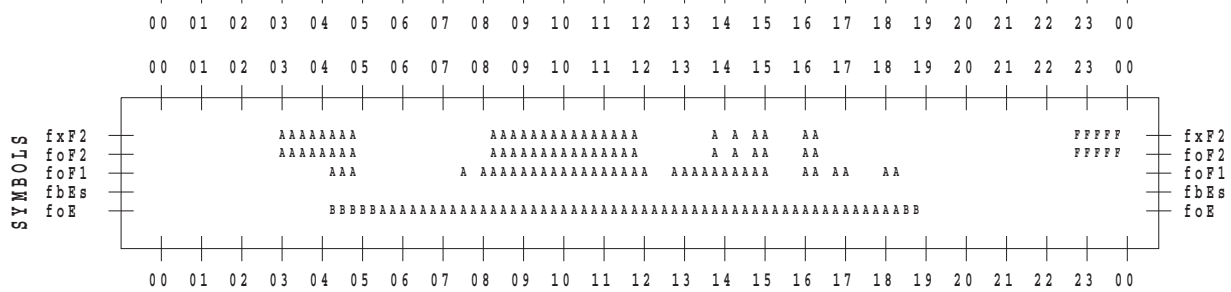 00 01 02 03 04 05 06 07 08 09 10 11 12 13 14 15 16 17 18 19 20 21 22 23 00
00 01 02 03 04 05 06 07 08 09 10 11 12 13 14 15 16 17 18 19 20 21 22 23 00
SYMBOLS
fxF2 AAAAAAAA AAAAAAAAAAAAAAA A A AA AA FFFFF fxF2
foF2 AAAAAAAA AAAAAAAAAAAAAAA A A AA AA FFFFF foF2
foF1 AAA A AAAAAAAAAAAAAAAAA AAAAAAAAAA AA AA AA foF1
fbEs fbEs
foE BBBBBAAAAAAAAAAAAAAAAAAAAAAAAAAAAAAAAAAAAAAAAAAAAAAAAAAAABB foE
00 01 02 03 04 05 06 07 08 09 10 11 12 13 14 15 16 17 18 19 20 21 22 23 00